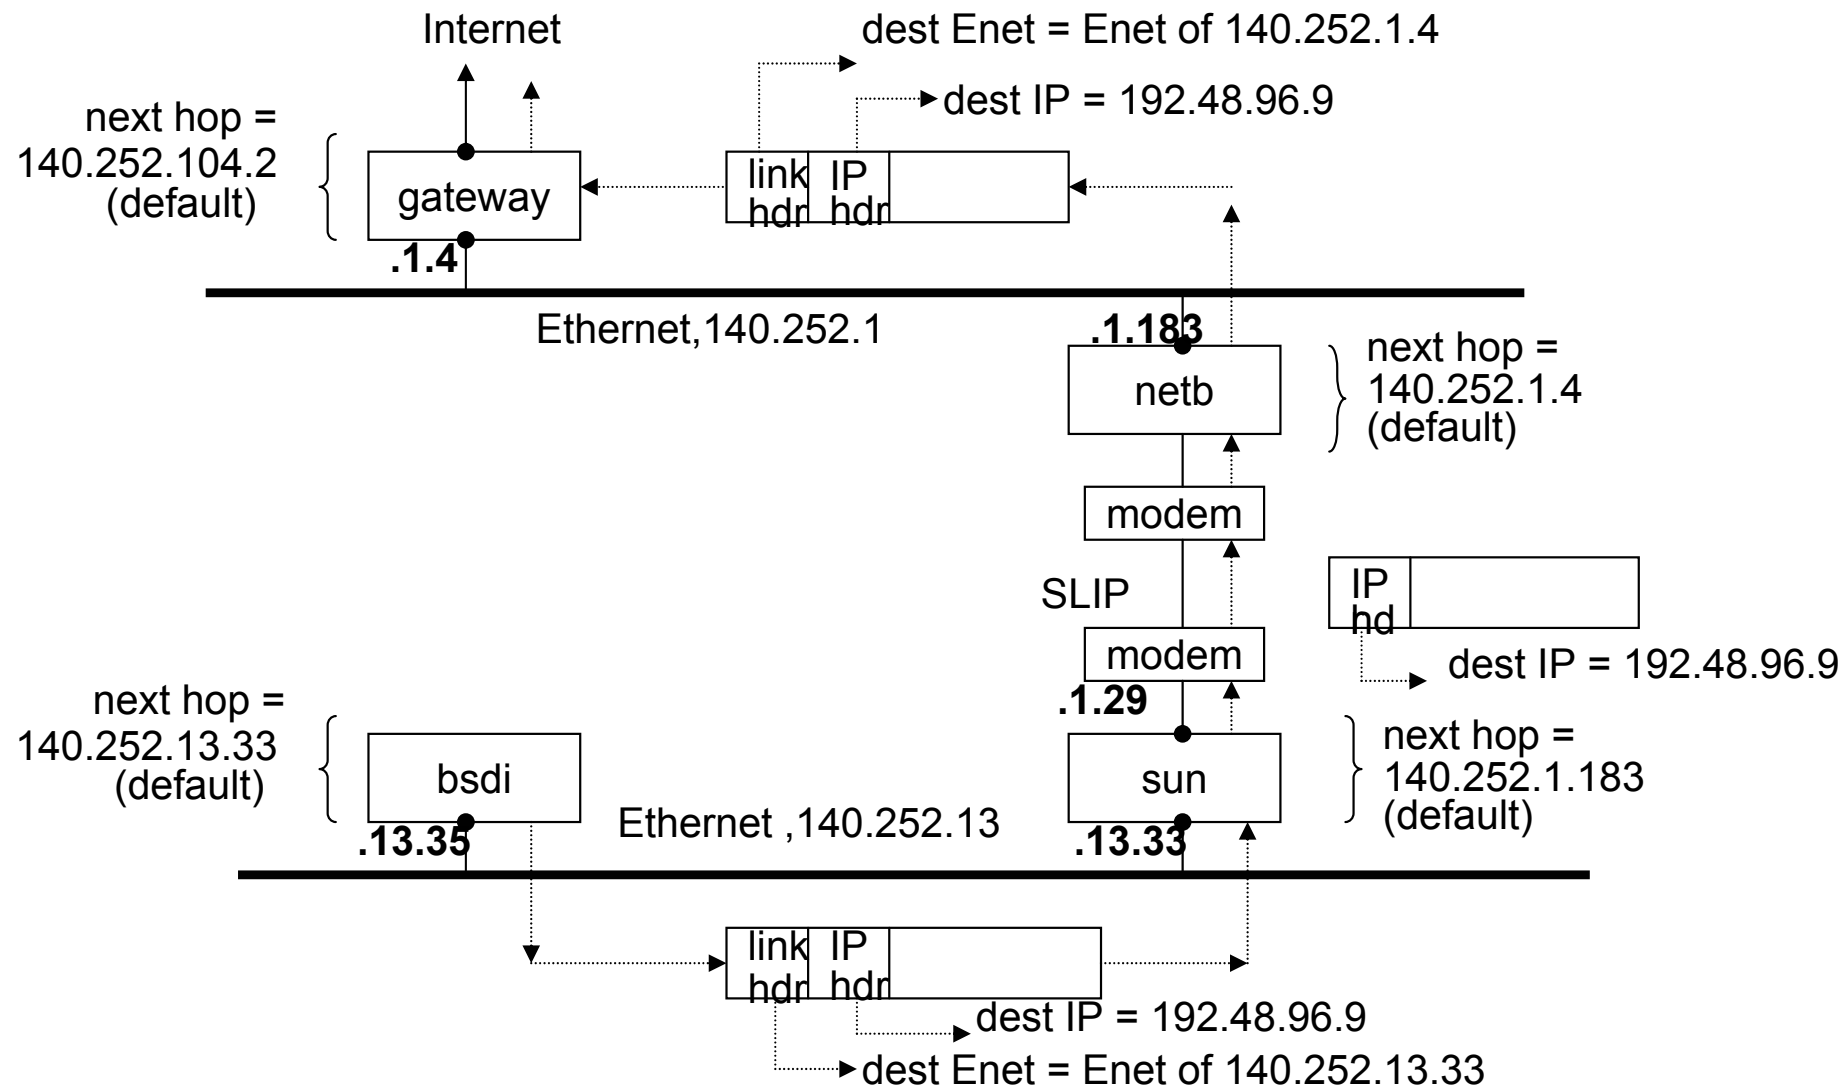 Internet
dest Enet = Enet of 140.252.1.4
dest IP = 192.48.96.9
next hop =
140.252.104.2
(default)
gateway
link
hdr
IP
hdr
.1.4
Ethernet,140.252.1
.1.183
netb
next hop =
140.252.1.4
(default)
modem
SLIP
IP
hd
modem
dest IP = 192.48.96.9
.1.29
next hop =
140.252.13.33
(default)
bsdi
sun
next hop =
140.252.1.183
(default)
.13.35
Ethernet ,140.252.13
.13.33
link
hdr
IP
hdr
dest IP = 192.48.96.9
dest Enet = Enet of 140.252.13.33